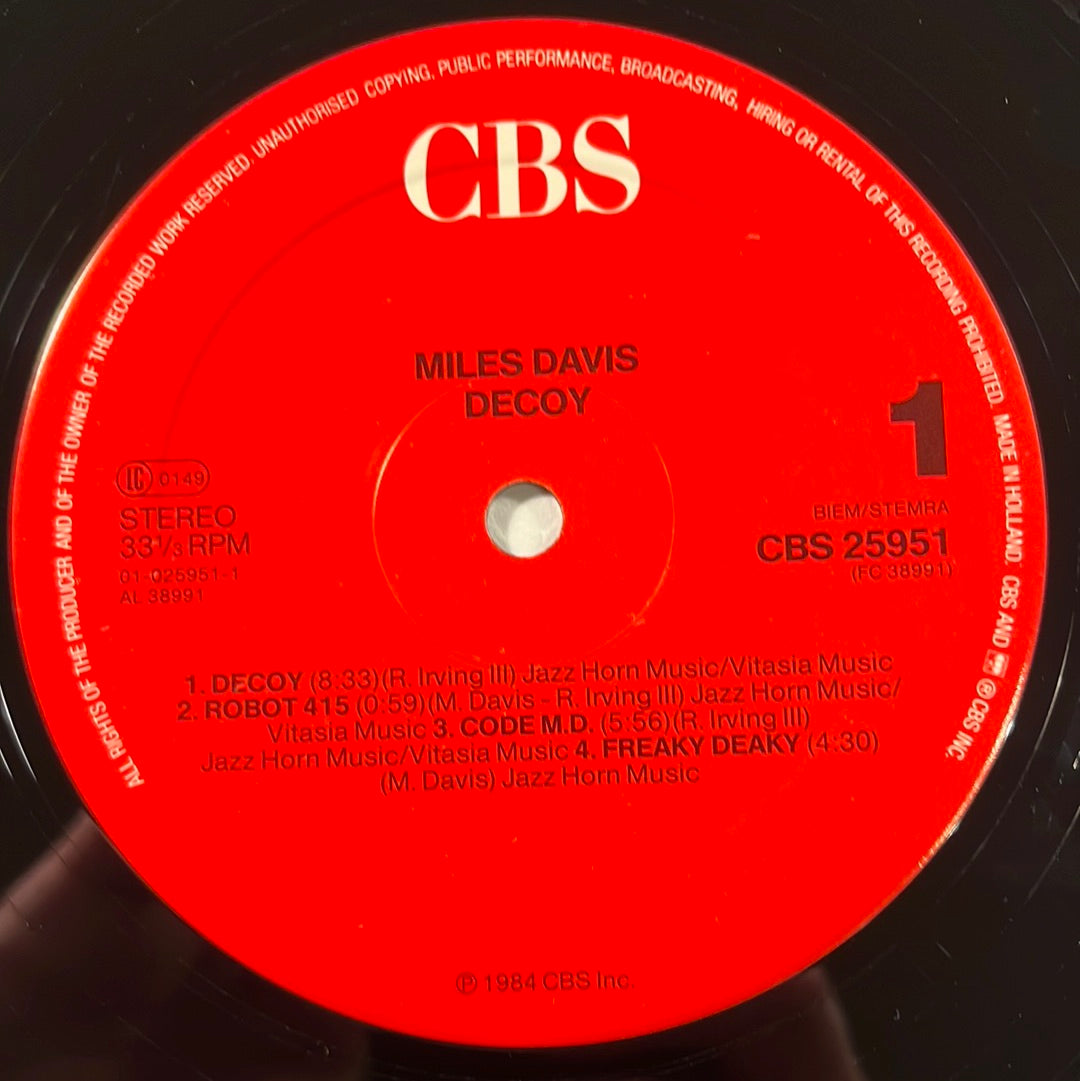 ALL RIGHTS OF THE PRODUCER AND OF THE OWNER OF THE RECORDED WORK RESERVED. UNAUTHORISED COPYING, PUBLIC PERFORMANCE, BROADCASTING, HIRING OR RENTAL OF THIS RECORDING PROHIBITED. MADE IN HOLLAND. CBS AND ® CBS INC.
CBS
MILES DAVIS
DECOY
1
LC 0149
STEREO
33⅓ RPM
01-025951-1
AL 38991
BIEM/STEMRA
CBS 25951
(FC 38991)
1. DECOY (8:33)(R. Irving III) Jazz Horn Music/Vitasia Music
2. ROBOT 415 (0:59)(M. Davis - R. Irving III) Jazz Horn Music/
Vitasia Music 3. CODE M.D. (5:56)(R. Irving III)
Jazz Horn Music/Vitasia Music 4. FREAKY DEAKY (4:30)
(M. Davis) Jazz Horn Music
℗ 1984 CBS Inc.